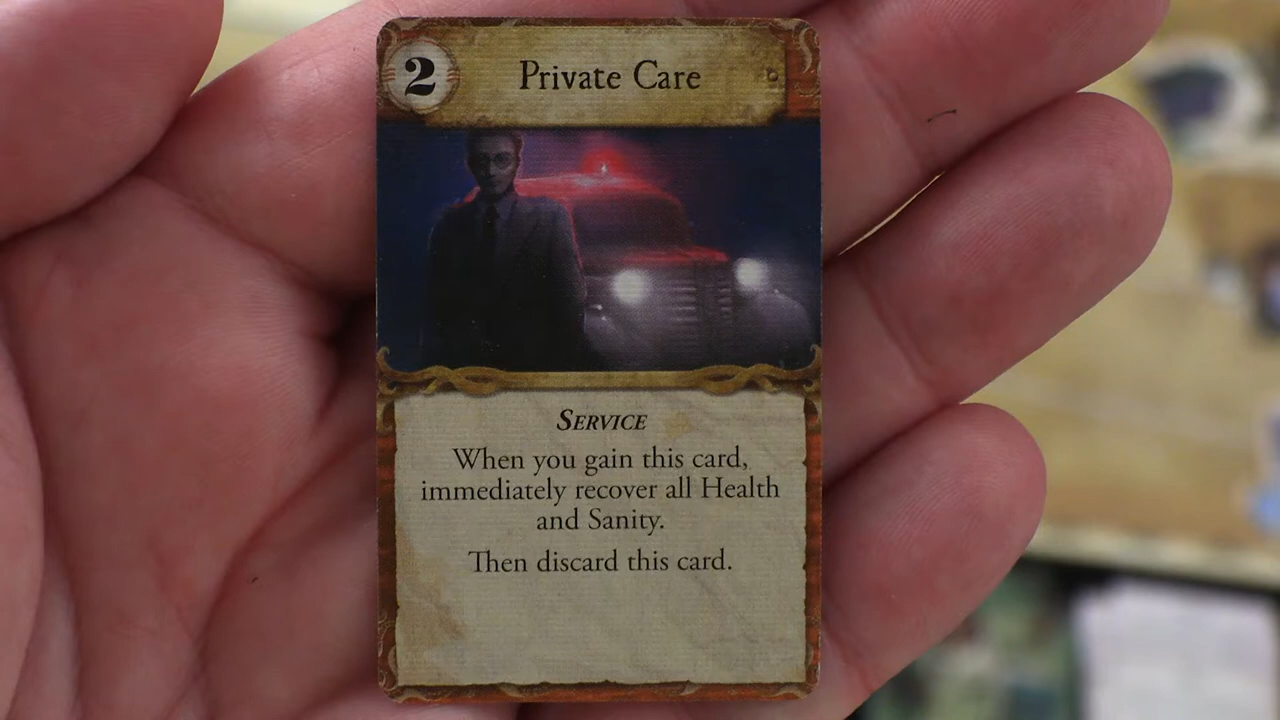 2
Private Care
SERVICE
When you gain this card,
immediately recover all Health
and Sanity.
Then discard this card.